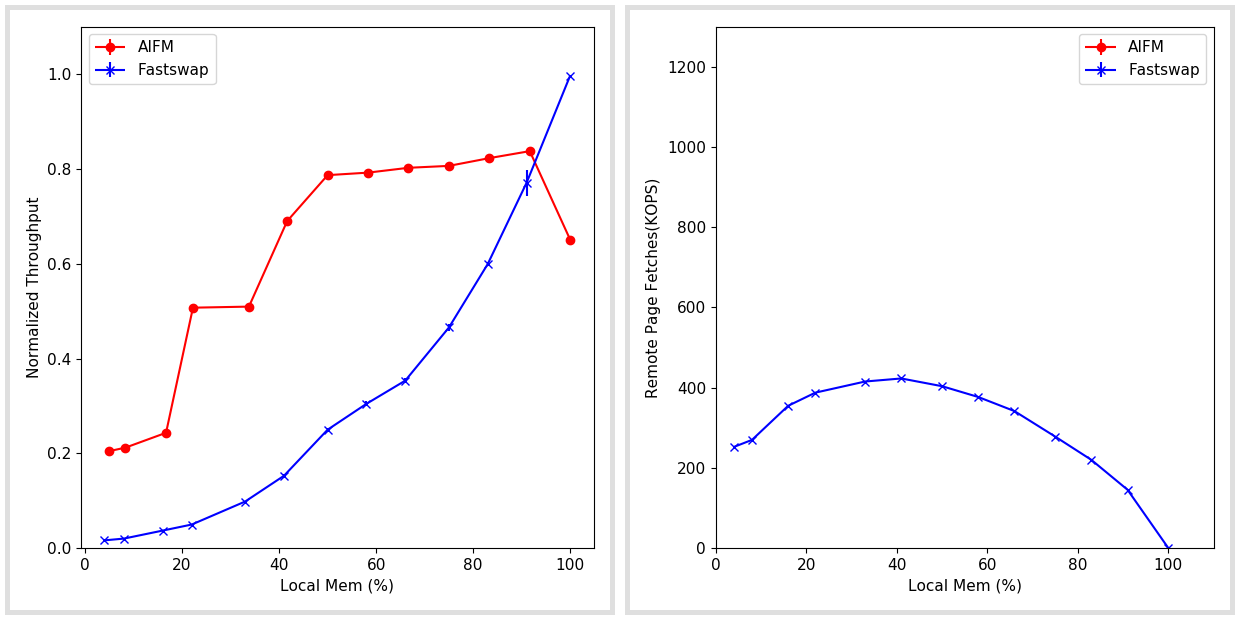 AIFM
Fastswap
Normalized Throughput
1.0
0.8
0.6
0.4
0.2
0.0
0 20 40 60 80 100
Local Mem (%)
AIFM
Fastswap
Remote Page Fetches(KOPS)
1200
1000
800
600
400
200
0
0 20 40 60 80 100
Local Mem (%)